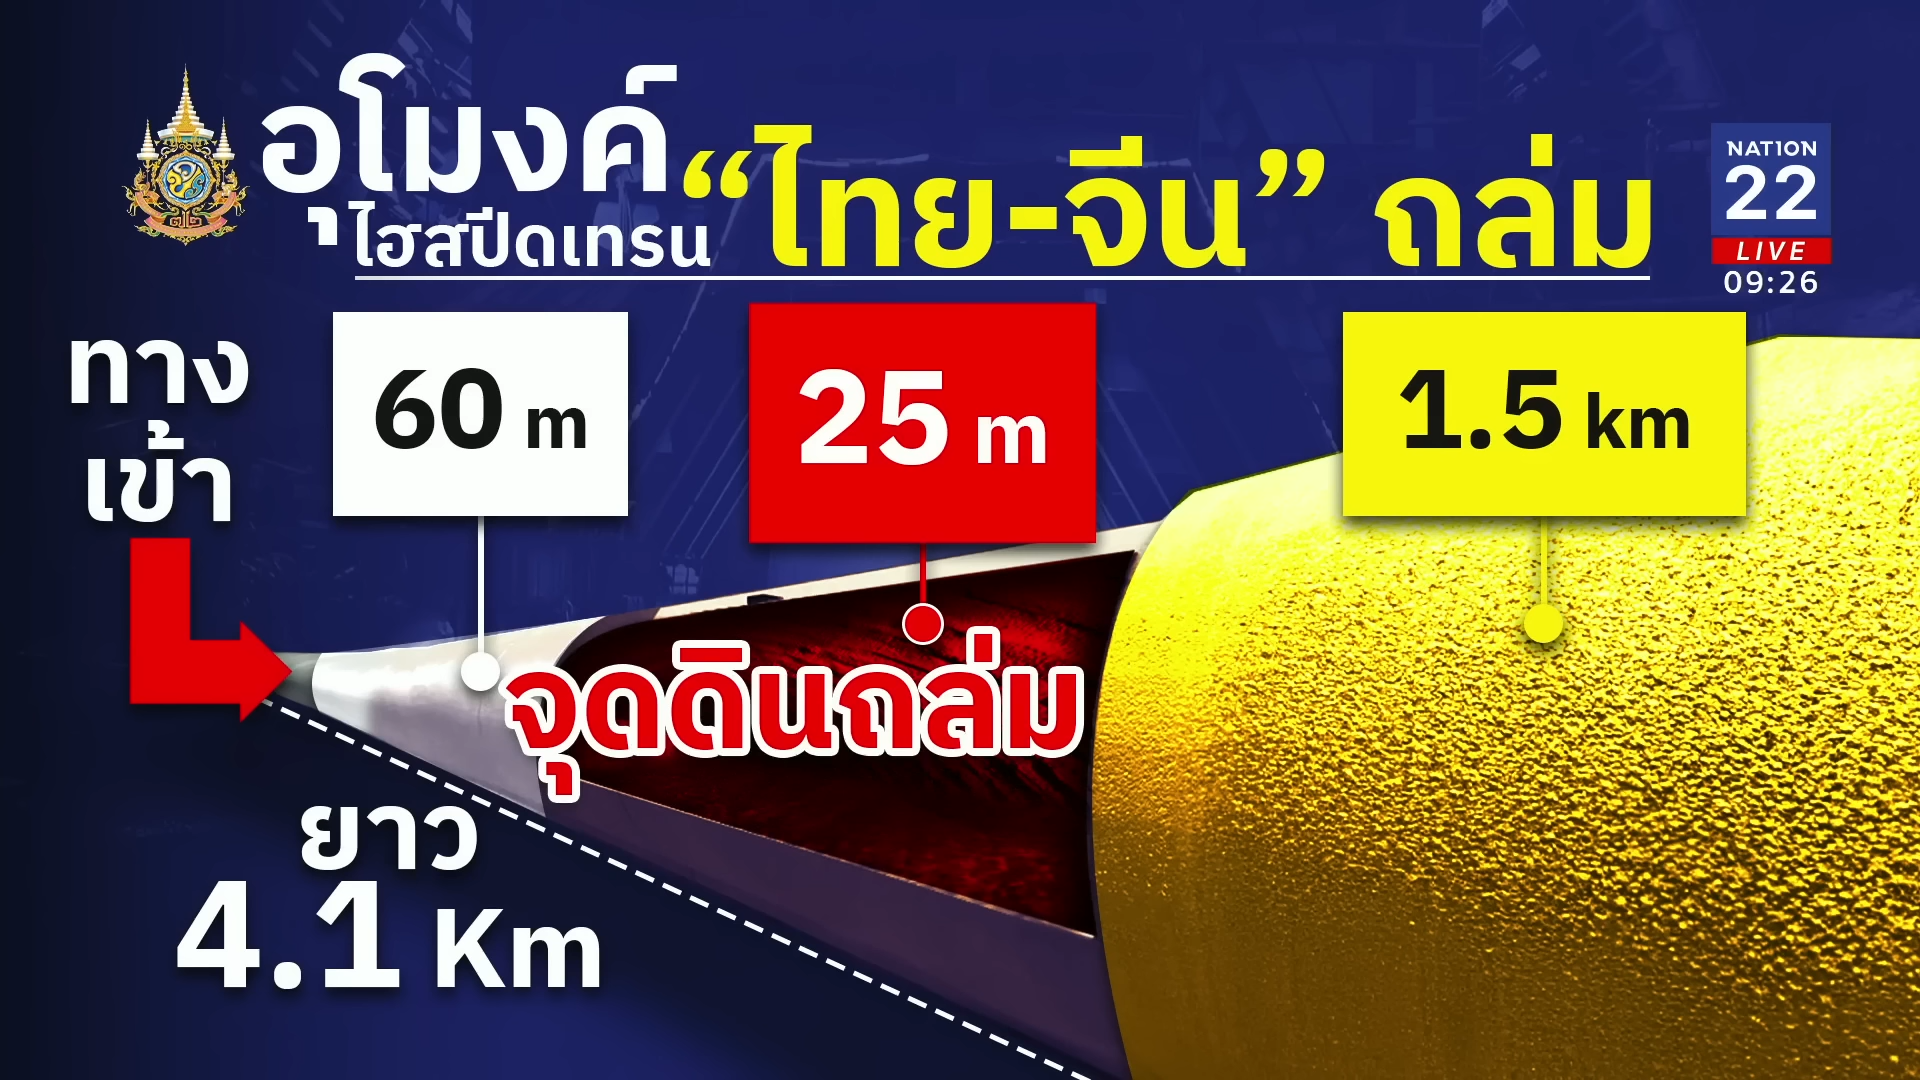 อุโมงค์
ไฮสปีดเทรน
“ไทย-จีน” ถล่ม
NATION
22
LIVE
09:26
ทาง
เข้า
60 m
25 m
1.5 km
จุดดินถล่ม
ยาว
4.1 Km